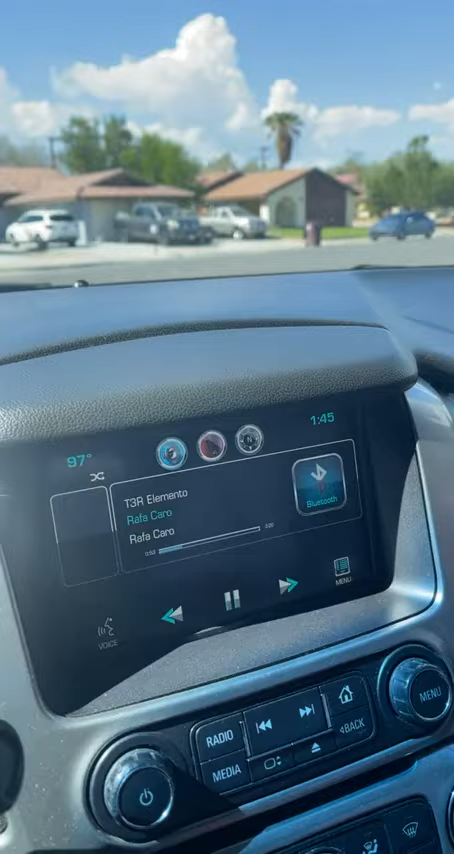 97°
1:45
N
T3R Elemento
Rafa Caro
Rafa Caro
0:53
3:20
Bluetooth
MENU
VOICE
RADIO
MEDIA
BACK
MENU